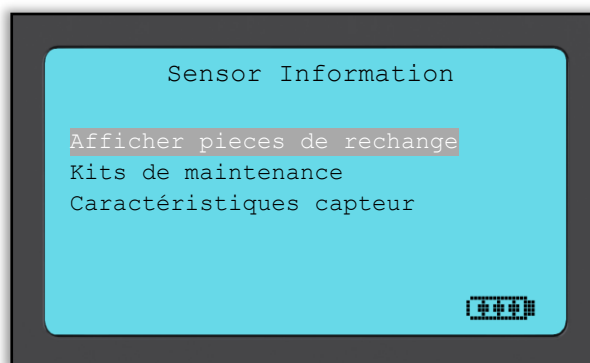 Sensor Information
Afficher pieces de rechange
Kits de maintenance
Caractéristiques capteur